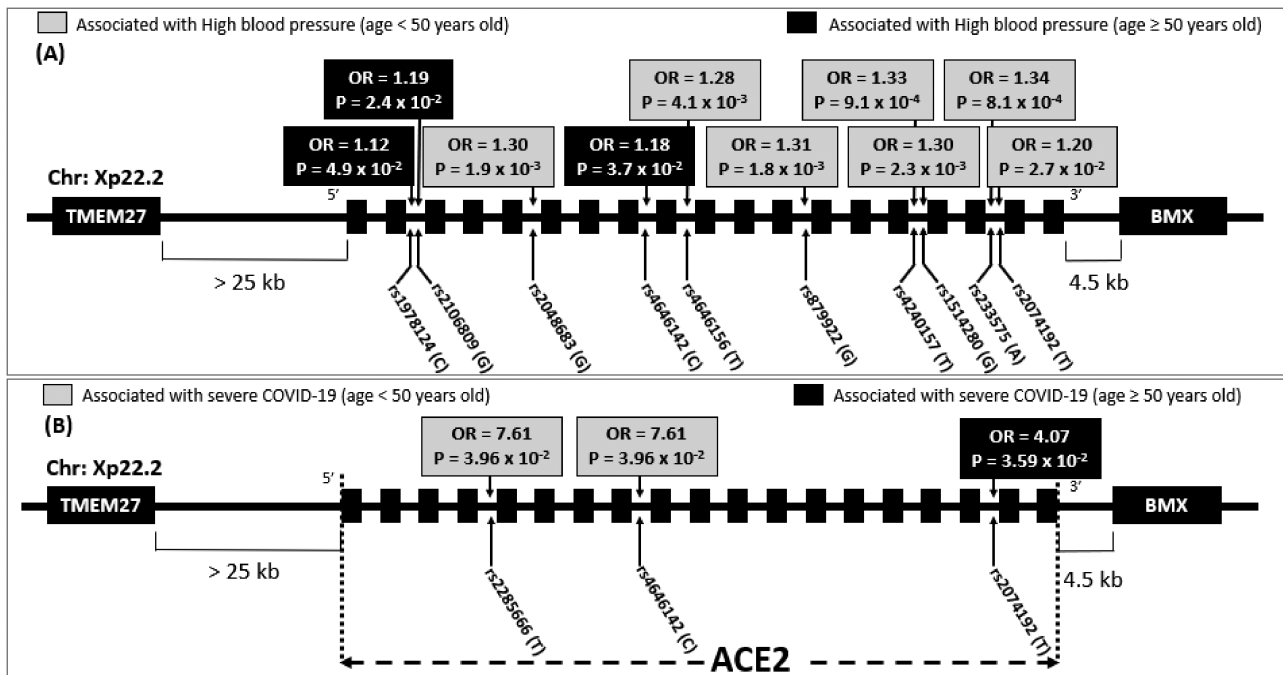 Associated with High blood pressure (age < 50 years old)
Associated with High blood pressure (age ≥ 50 years old)
(A)
OR = 1.19
P = 2.4 x 10-2
OR = 1.28
P = 4.1 x 10-3
OR = 1.33
P = 9.1 x 10-4
OR = 1.34
P = 8.1 x 10-4
OR = 1.12
P = 4.9 x 10-2
OR = 1.30
P = 1.9 x 10-3
OR = 1.18
P = 3.7 x 10-2
OR = 1.31
P = 1.8 x 10-3
OR = 1.30
P = 2.3 x 10-3
OR = 1.20
P = 2.7 x 10-2
Chr: Xp22.2
5′
3′
TMEM27
BMX
> 25 kb
4.5 kb
rs1978124 (C)
rs2106809 (G)
rs2048683 (G)
rs4646142 (C)
rs4646156 (T)
rs879922 (G)
rs4240157 (T)
rs1514280 (G)
rs233575 (A)
rs2074192 (T)
Associated with severe COVID-19 (age < 50 years old)
Associated with severe COVID-19 (age ≥ 50 years old)
(B)
OR = 7.61
P = 3.96 x 10-2
OR = 7.61
P = 3.96 x 10-2
OR = 4.07
P = 3.59 x 10-2
Chr: Xp22.2
5′
3′
TMEM27
BMX
> 25 kb
4.5 kb
rs2285666 (T)
rs4646142 (C)
rs2074192 (T)
ACE2